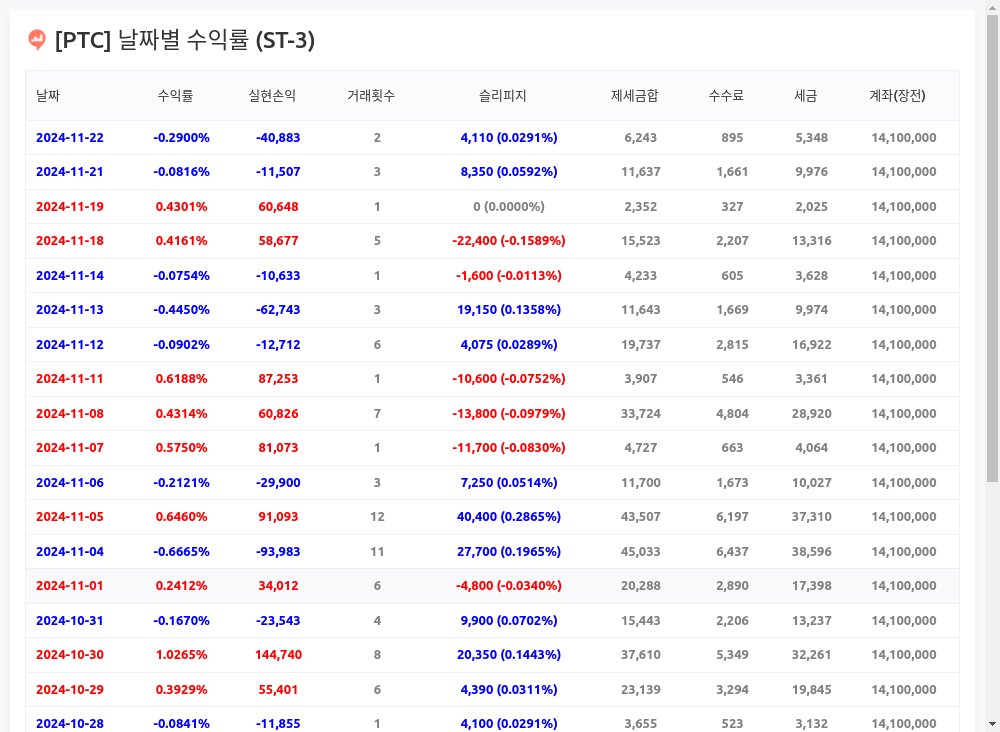 [PTC] 날짜별 수익률 (ST-3)
날짜 수익률 실현손익 거래횟수 슬리피지 제세금합 수수료 세금 계좌(장전)
2024-11-22 -0.2900% -40,883 2 4,110 (0.0291%) 6,243 895 5,348 14,100,000
2024-11-21 -0.0816% -11,507 3 8,350 (0.0592%) 11,637 1,661 9,976 14,100,000
2024-11-19 0.4301% 60,648 1 0 (0.0000%) 2,352 327 2,025 14,100,000
2024-11-18 0.4161% 58,677 5 -22,400 (-0.1589%) 15,523 2,207 13,316 14,100,000
2024-11-14 -0.0754% -10,633 1 -1,600 (-0.0113%) 4,233 605 3,628 14,100,000
2024-11-13 -0.4450% -62,743 3 19,150 (0.1358%) 11,643 1,669 9,974 14,100,000
2024-11-12 -0.0902% -12,712 6 4,075 (0.0289%) 19,737 2,815 16,922 14,100,000
2024-11-11 0.6188% 87,253 1 -10,600 (-0.0752%) 3,907 546 3,361 14,100,000
2024-11-08 0.4314% 60,826 7 -13,800 (-0.0979%) 33,724 4,804 28,920 14,100,000
2024-11-07 0.5750% 81,073 1 -11,700 (-0.0830%) 4,727 663 4,064 14,100,000
2024-11-06 -0.2121% -29,900 3 7,250 (0.0514%) 11,700 1,673 10,027 14,100,000
2024-11-05 0.6460% 91,093 12 40,400 (0.2865%) 43,507 6,197 37,310 14,100,000
2024-11-04 -0.6665% -93,983 11 27,700 (0.1965%) 45,033 6,437 38,596 14,100,000
2024-11-01 0.2412% 34,012 6 -4,800 (-0.0340%) 20,288 2,890 17,398 14,100,000
2024-10-31 -0.1670% -23,543 4 9,900 (0.0702%) 15,443 2,206 13,237 14,100,000
2024-10-30 1.0265% 144,740 8 20,350 (0.1443%) 37,610 5,349 32,261 14,100,000
2024-10-29 0.3929% 55,401 6 4,390 (0.0311%) 23,139 3,294 19,845 14,100,000
2024-10-28 -0.0841% -11,855 1 4,100 (0.0291%) 3,655 523 3,132 14,100,000